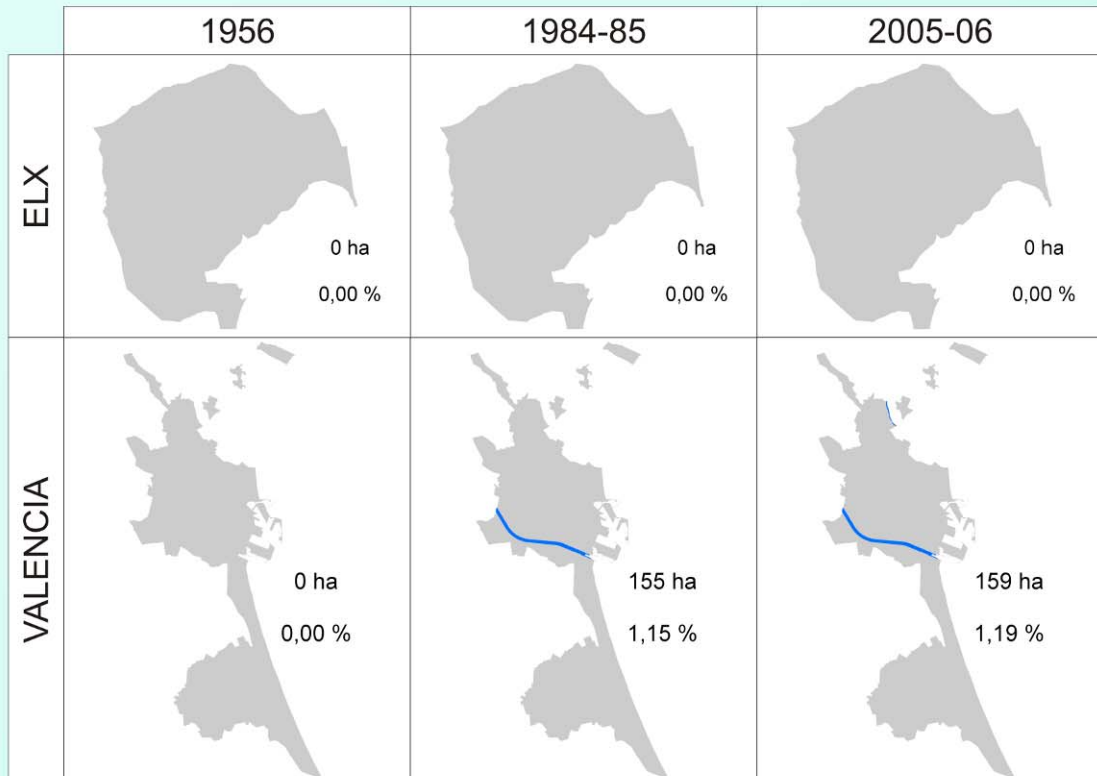 1956
1984-85
2005-06
ELX
0 ha
0,00 %
0 ha
0,00 %
0 ha
0,00 %
VALENCIA
0 ha
0,00 %
155 ha
1,15 %
159 ha
1,19 %